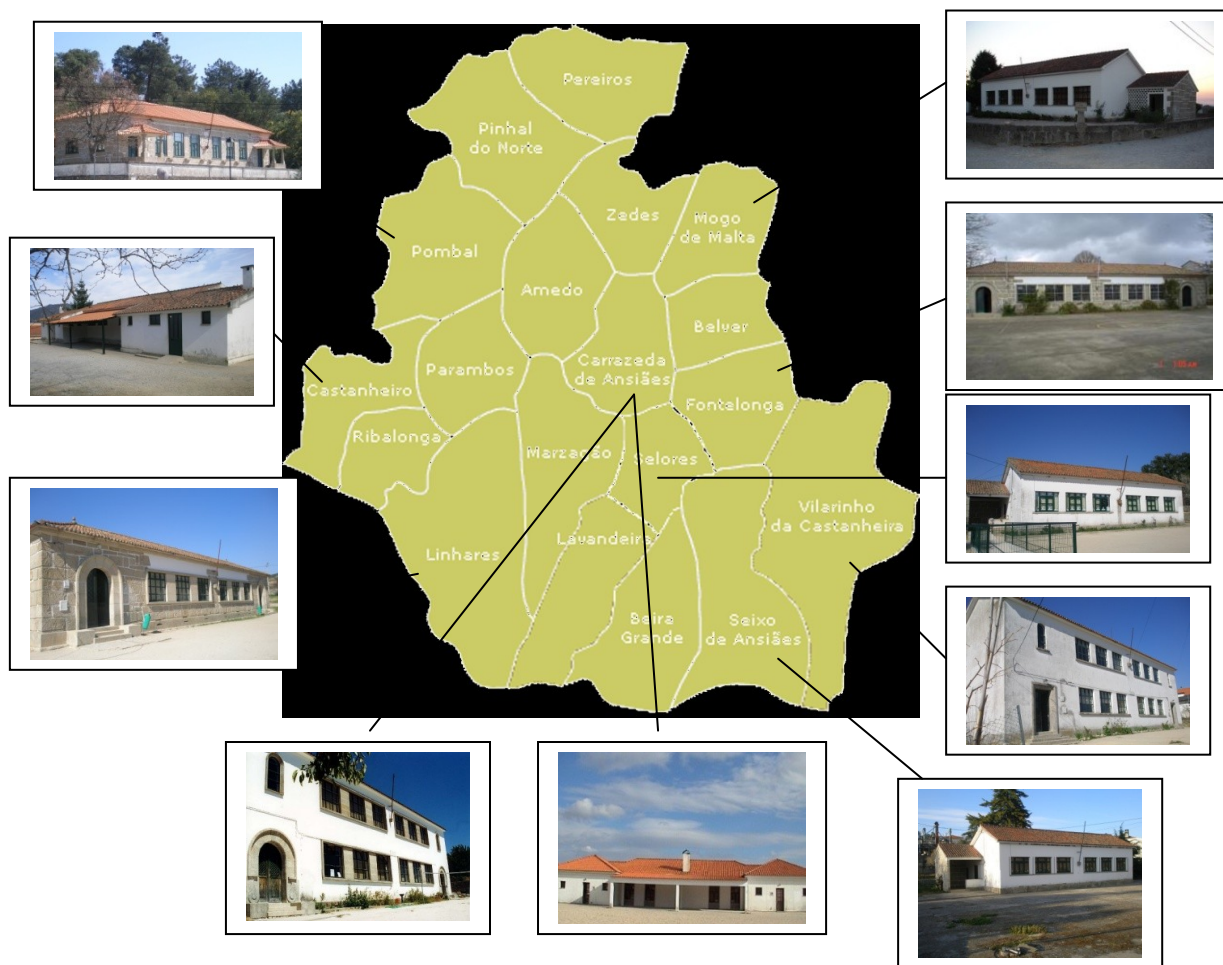 Pereiros
Pinhal
do Norte
Zedes
Mogo
de Malta
Pombal
Amedo
Belver
Carrazeda
de Ansiães
Parambos
Castanheiro
Fontelonga
Ribalonga
Marzagão
Selores
Vilarinho
da Castanheira
Lavandeira
Linhares
Beira
Grande
Seixo
de Ansiães